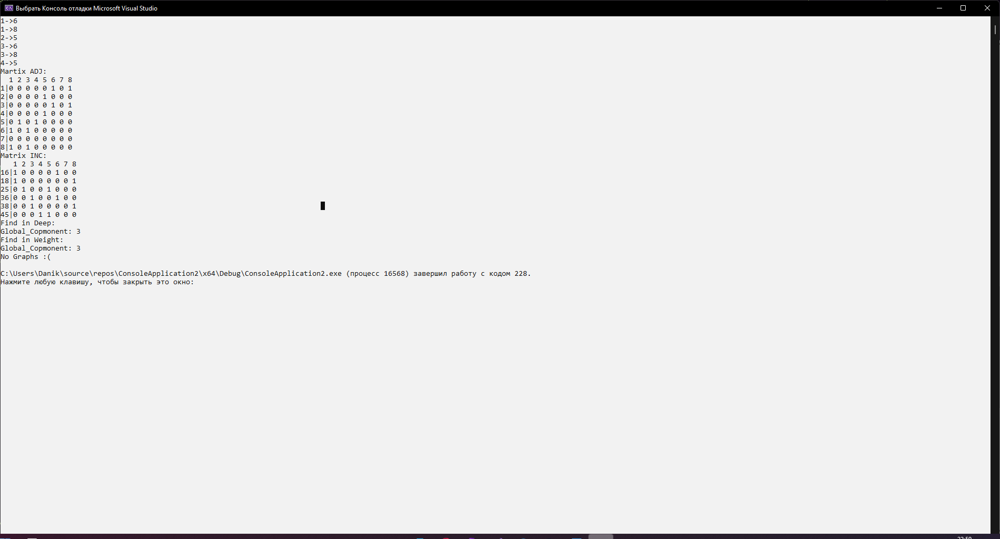 Выбрать Консоль отладки Microsoft Visual Studio
1->6
1->8
2->5
3->6
3->8
4->5
Martix ADJ:
  1 2 3 4 5 6 7 8
1|0 0 0 0 0 1 0 1
2|0 0 0 0 1 0 0 0
3|0 0 0 0 0 1 0 1
4|0 0 0 0 1 0 0 0
5|0 1 0 1 0 0 0 0
6|1 0 1 0 0 0 0 0
7|0 0 0 0 0 0 0 0
8|1 0 1 0 0 0 0 0
Matrix INC:
   1 2 3 4 5 6 7 8
16|1 0 0 0 0 1 0 0
18|1 0 0 0 0 0 0 1
25|0 1 0 0 1 0 0 0
36|0 0 1 0 0 1 0 0
38|0 0 1 0 0 0 0 1
45|0 0 0 1 1 0 0 0
Find in Deep:
Global_Copmonent: 3
Find in Weight:
Global_Copmonent: 3
No Graphs :(
C:\Users\Danik\source\repos\ConsoleApplication2\x64\Debug\ConsoleApplication2.exe (процесс 16568) завершил работу с кодом 228.
Нажмите любую клавишу, чтобы закрыть это окно: